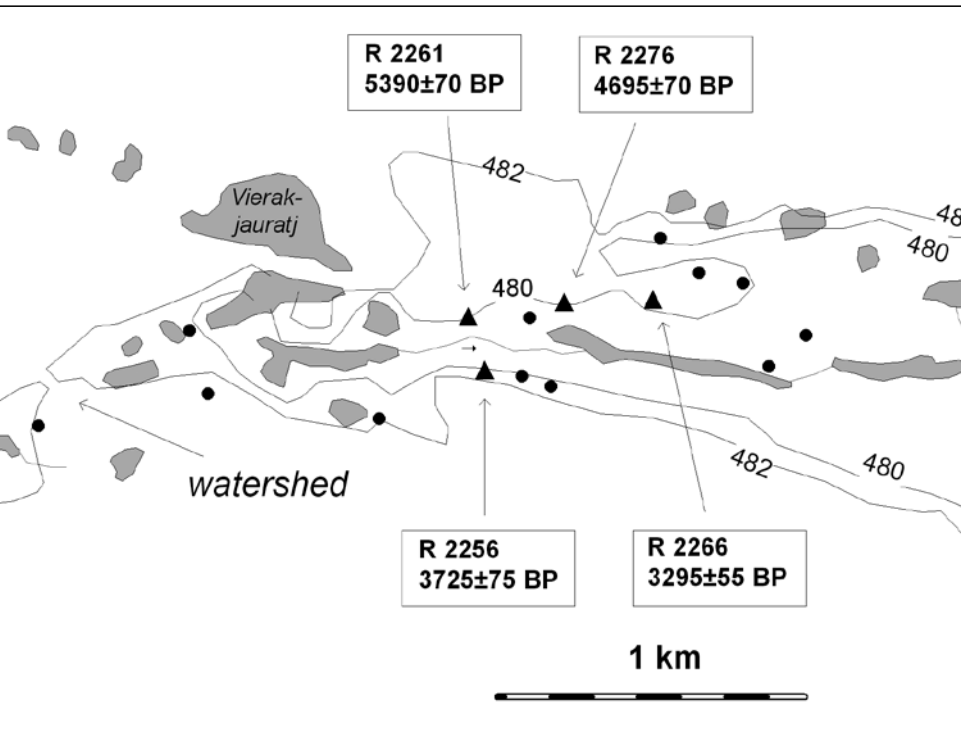 R 2261
5390±70 BP
R 2276
4695±70 BP
482
Vierak-
jauratj
48
480
480
watershed
482
480
R 2256
3725±75 BP
R 2266
3295±55 BP
1 km